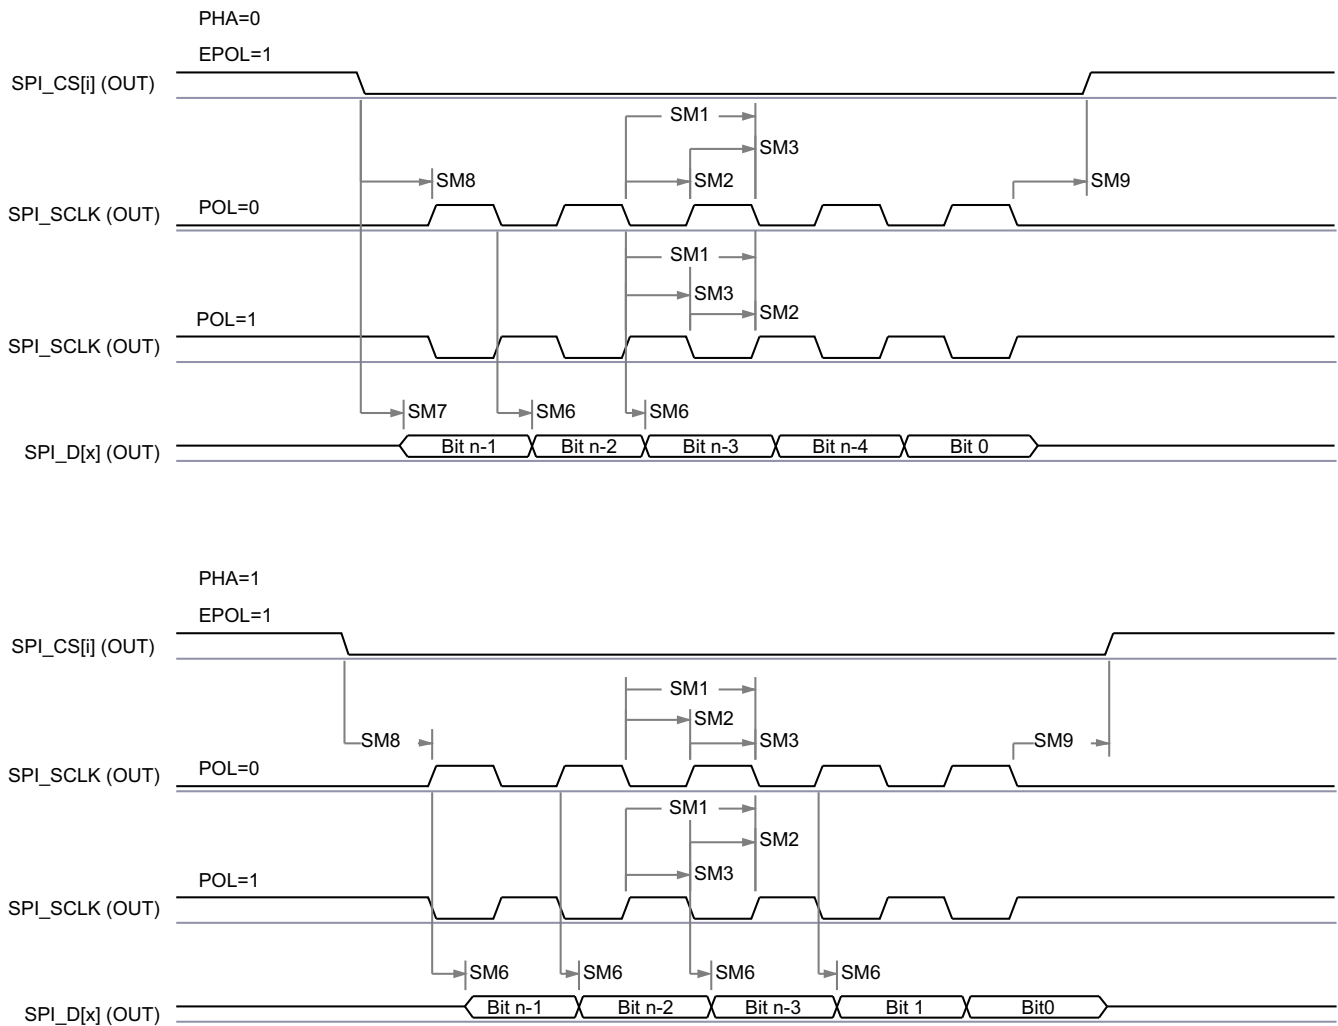 PHA=0
EPOL=1
SPI_CS[i] (OUT)
SM1
SM3
SM8
SM2
SM9
POL=0
SPI_SCLK (OUT)
SM1
SM3
SM2
POL=1
SPI_SCLK (OUT)
SM7
SM6
SM6
SPI_D[x] (OUT)
Bit n-1
Bit n-2
Bit n-3
Bit n-4
Bit 0
PHA=1
EPOL=1
SPI_CS[i] (OUT)
SM1
SM2
SM8
SM3
SM9
POL=0
SPI_SCLK (OUT)
SM1
SM2
SM3
POL=1
SPI_SCLK (OUT)
SM6
SM6
SM6
SM6
SPI_D[x] (OUT)
Bit n-1
Bit n-2
Bit n-3
Bit 1
Bit0